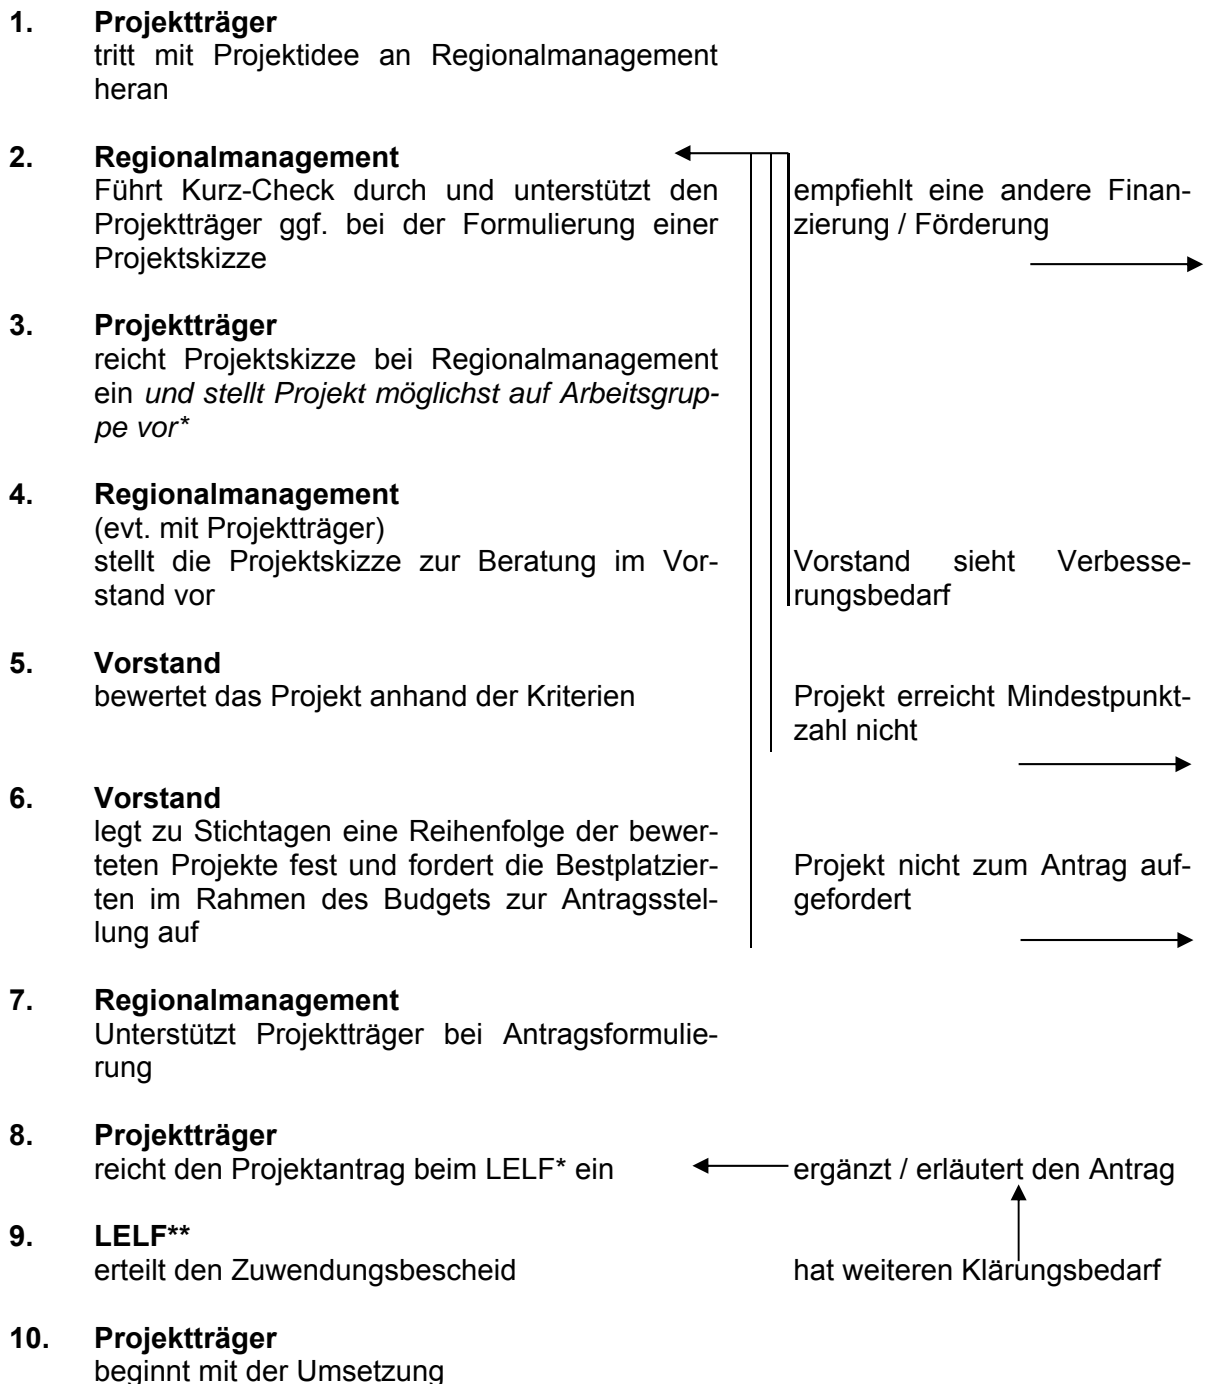 1. Projektträger
tritt mit Projektidee an Regionalmanagement
heran
2. Regionalmanagement
Führt Kurz-Check durch und unterstützt den
Projektträger ggf. bei der Formulierung einer
Projektskizze
empfiehlt eine andere Finan-
zierung / Förderung
3. Projektträger
reicht Projektskizze bei Regionalmanagement
ein und stellt Projekt möglichst auf Arbeitsgrup-
pe vor*
4. Regionalmanagement
(evt. mit Projektträger)
stellt die Projektskizze zur Beratung im Vor-
stand vor
Vorstand sieht Verbesse-
rungsbedarf
5. Vorstand
bewertet das Projekt anhand der Kriterien
Projekt erreicht Mindestpunkt-
zahl nicht
6. Vorstand
legt zu Stichtagen eine Reihenfolge der bewer-
teten Projekte fest und fordert die Bestplatzier-
ten im Rahmen des Budgets zur Antragsstel-
lung auf
Projekt nicht zum Antrag auf-
gefordert
7. Regionalmanagement
Unterstützt Projektträger bei Antragsformulie-
rung
8. Projektträger
reicht den Projektantrag beim LELF* ein
ergänzt / erläutert den Antrag
9. LELF**
erteilt den Zuwendungsbescheid
hat weiteren Klärungsbedarf
10. Projektträger
beginnt mit der Umsetzung